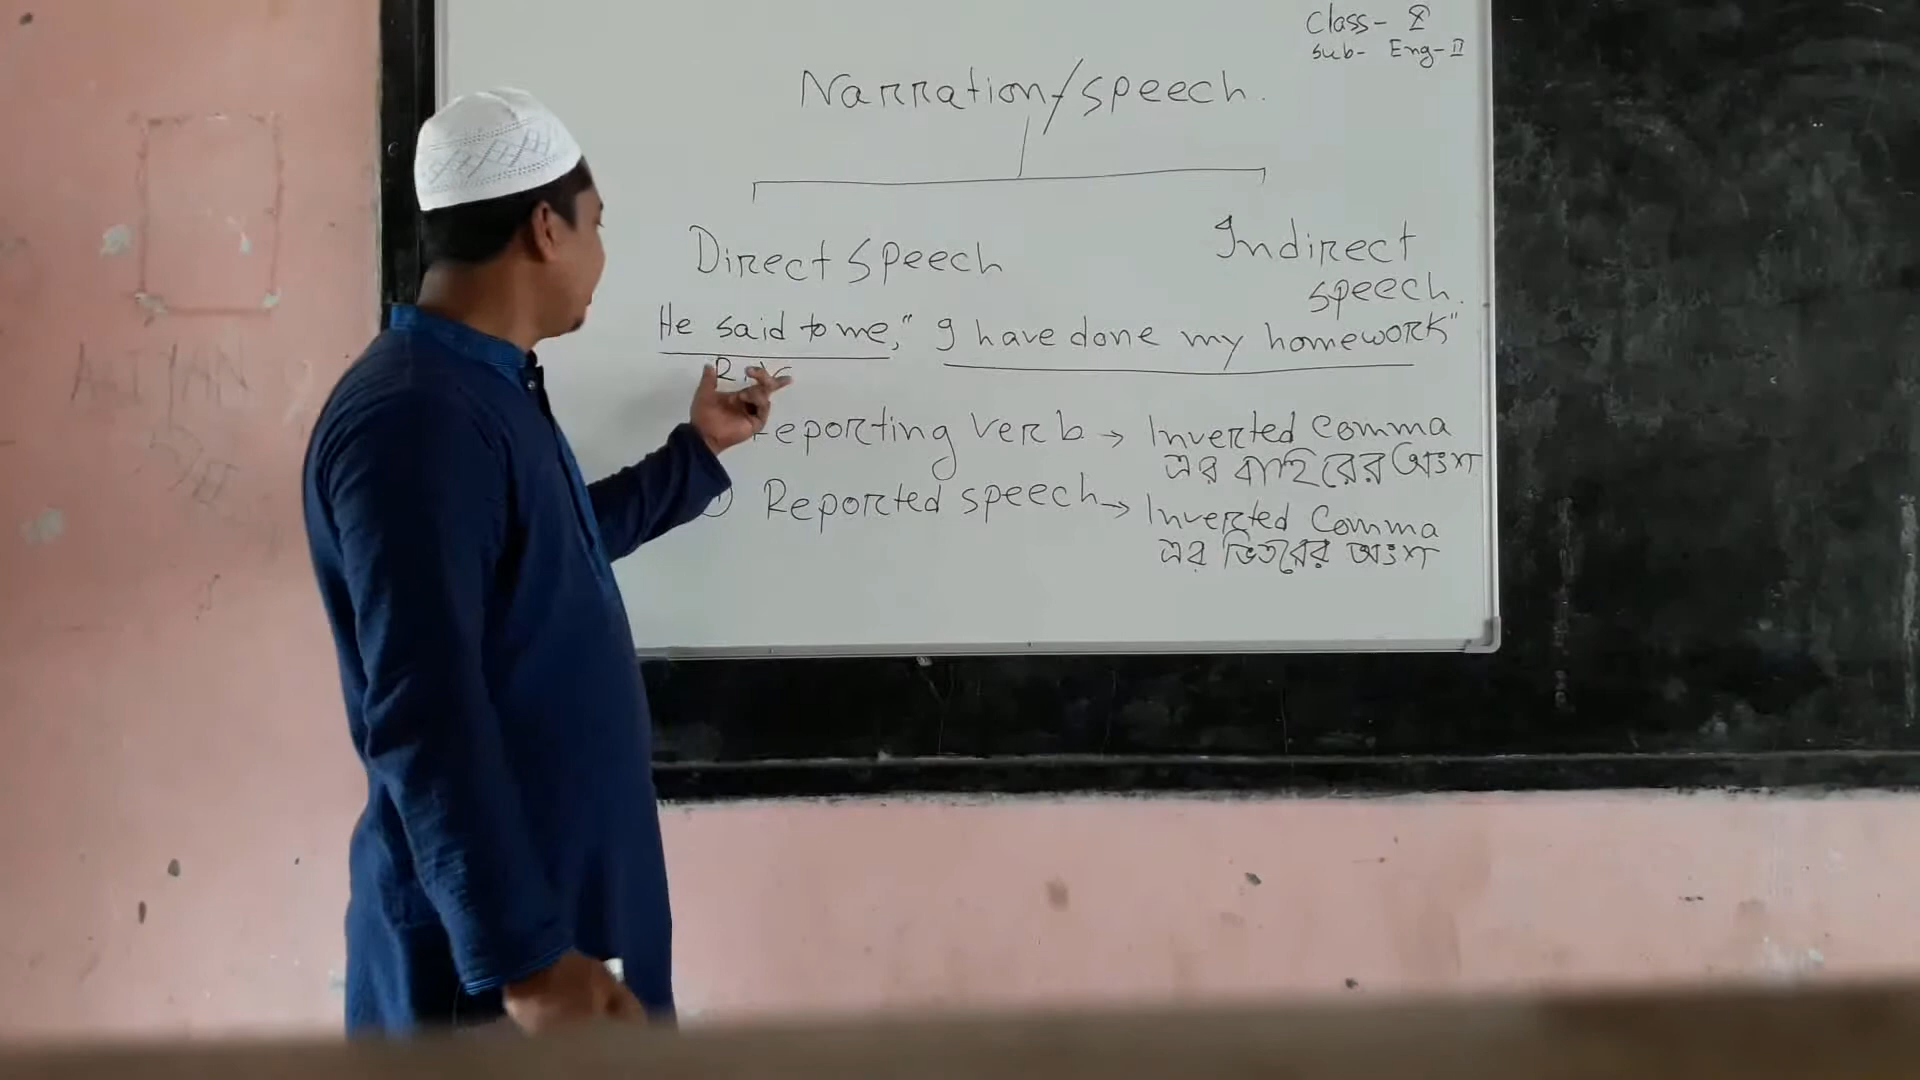 Class- X
Sub- Eng-II
Narration/speech.
Direct speech
Indirect speech.
He said to me," I have done my homework"
R.V
Reporting verb → Inverted comma
এর বাহিরের অংশ
Reported speech → Inverted Comma
এর ভিতরের অংশ